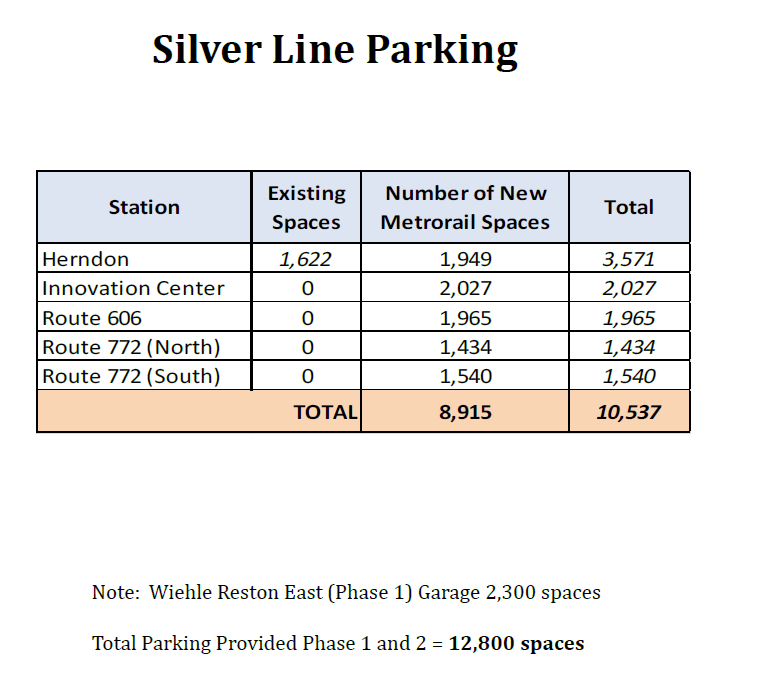 Silver Line Parking
Station Existing Spaces Number of New Metrorail Spaces Total
Herndon 1,622 1,949 3,571
Innovation Center 0 2,027 2,027
Route 606 0 1,965 1,965
Route 772 (North) 0 1,434 1,434
Route 772 (South) 0 1,540 1,540
TOTAL 8,915 10,537
Note: Wiehle Reston East (Phase 1) Garage 2,300 spaces
Total Parking Provided Phase 1 and 2 = 12,800 spaces